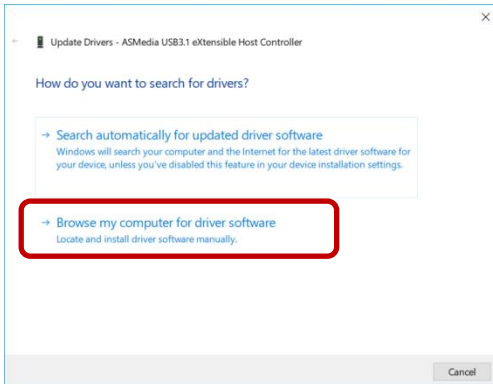 Update Drivers - ASMedia USB3.1 eXtensible Host Controller
How do you want to search for drivers?
Search automatically for updated driver software
Windows will search your computer and the Internet for the latest driver software for
your device, unless you've disabled this feature in your device installation settings.
Browse my computer for driver software
Locate and install driver software manually.
Cancel